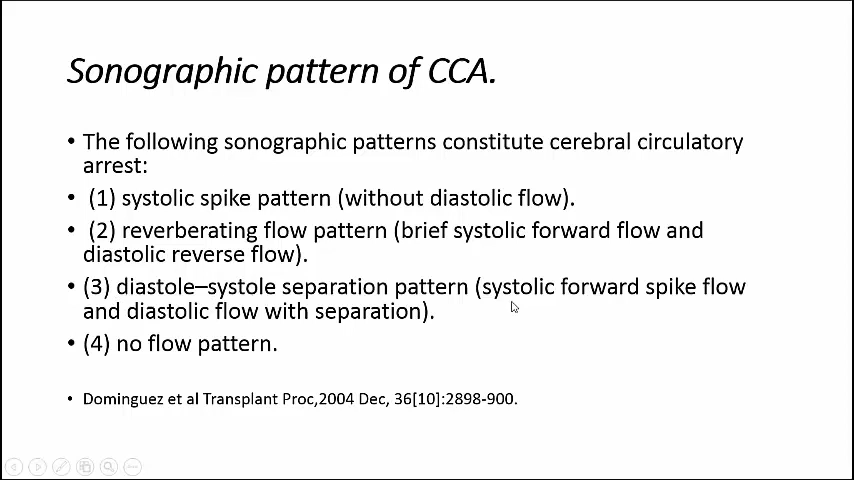 Sonographic pattern of CCA.
• The following sonographic patterns constitute cerebral circulatory
arrest:
• (1) systolic spike pattern (without diastolic flow).
• (2) reverberating flow pattern (brief systolic forward flow and
diastolic reverse flow).
• (3) diastole–systole separation pattern (systolic forward spike flow
and diastolic flow with separation).
• (4) no flow pattern.
• Dominguez et al Transplant Proc,2004 Dec, 36[10]:2898-900.